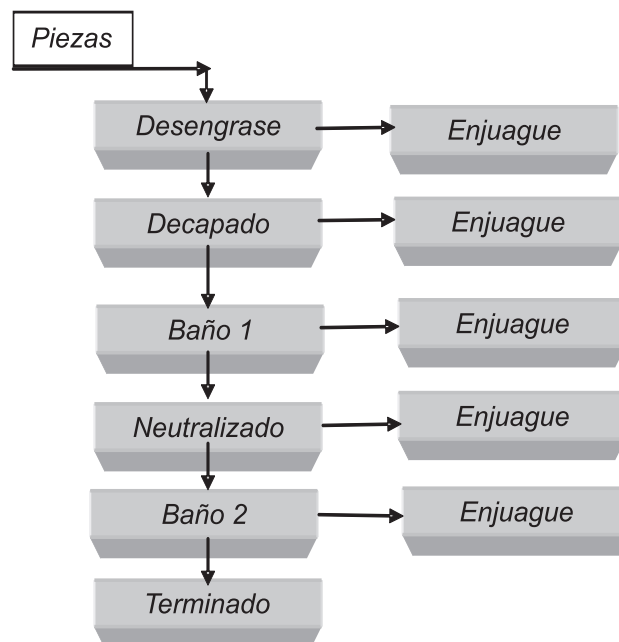 Piezas
Desengrase
Enjuague
Decapado
Enjuague
Baño 1
Enjuague
Neutralizado
Enjuague
Baño 2
Enjuague
Terminado